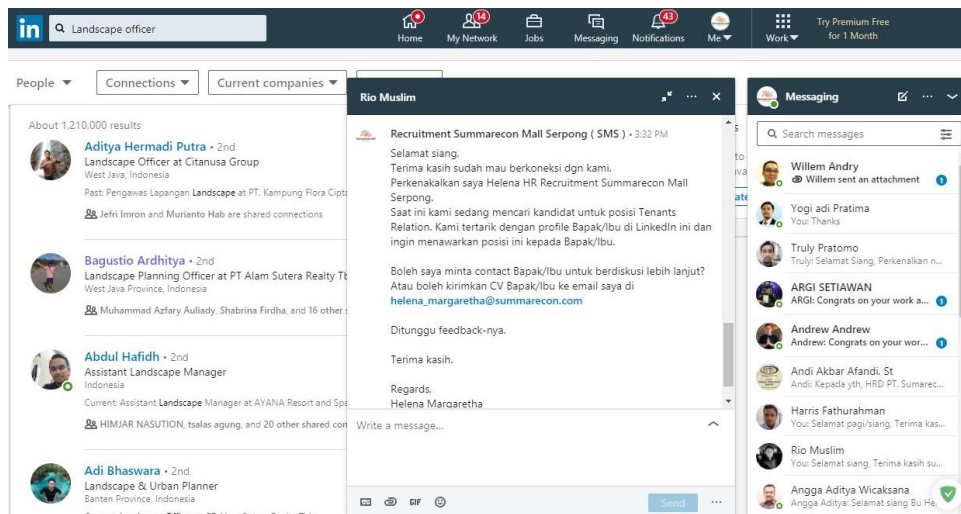 in
Landscape officer
Home
14
My Network
Jobs
Messaging
43
Notifications
Me
Work
Try Premium Free
for 1 Month
People
Connections
Current companies
About 1,210,000 results
Aditya Hermadi Putra • 2nd
Landscape Officer at Citanusa Group
West Java, Indonesia
Past: Pengawas Lapangan Landscape at PT. Kampung Flora Cipta
Jefri Imron and Murianto Hab are shared connections
Bagustio Ardhitya • 2nd
Landscape Planning Officer at PT Alam Sutera Realty Tb
West Java Province, Indonesia
Muhammad Azfary Auliady, Shabrina Firdha, and 16 other
Abdul Hafidh • 2nd
Assistant Landscape Manager
Indonesia
Current: Assistant Landscape Manager at AYANA Resort and Spa
HIMJAR NASUTION, tsalas agung, and 20 other shared con
Adi Bhaswara • 2nd
Landscape & Urban Planner
Banten Province, Indonesia
Rio Muslim
Recruitment Summarecon Mall Serpong ( SMS ) • 3:32 PM
Selamat siang.
Terima kasih sudah mau berkoneksi dgn kami.
Perkenakalkan saya Helena HR Recruitment Summarecon Mall
Serpong.
Saat ini kami sedang mencari kandidat untuk posisi Tenants
Relation. Kami tertarik dengan profile Bapak/Ibu di LinkedIn ini dan
ingin menawarkan posisi ini kepada Bapak/Ibu.
Boleh saya minta contact Bapak/Ibu untuk berdiskusi lebih lanjut?
Atau boleh kirimkan CV Bapak/Ibu ke email saya di
helena_margaretha@summarecon.com
Ditunggu feedback-nya.
Terima kasih.
Regards,
Helena Margaretha
Write a message...
GIF
Send
Messaging
Search messages
Willem Andry
Willem sent an attachment
1
Yogi adi Pratima
You: Thanks
Truly Pratomo
Truly: Selamat Siang, Perkenalkan n...
ARGI SETIAWAN
ARGI: Congrats on your work a...
1
Andrew Andrew
Andrew: Congrats on your wor...
1
Andi Akbar Afandi. St
Andi: Kepada yth, HRD PT. Sumarec...
Harris Fathurahman
You: Selamat pagi/siang, Terima kas...
Rio Muslim
You: Selamat siang, Terima kasih su...
Angga Aditya Wicaksana
Angga Aditya: Selamat siang Bu He...